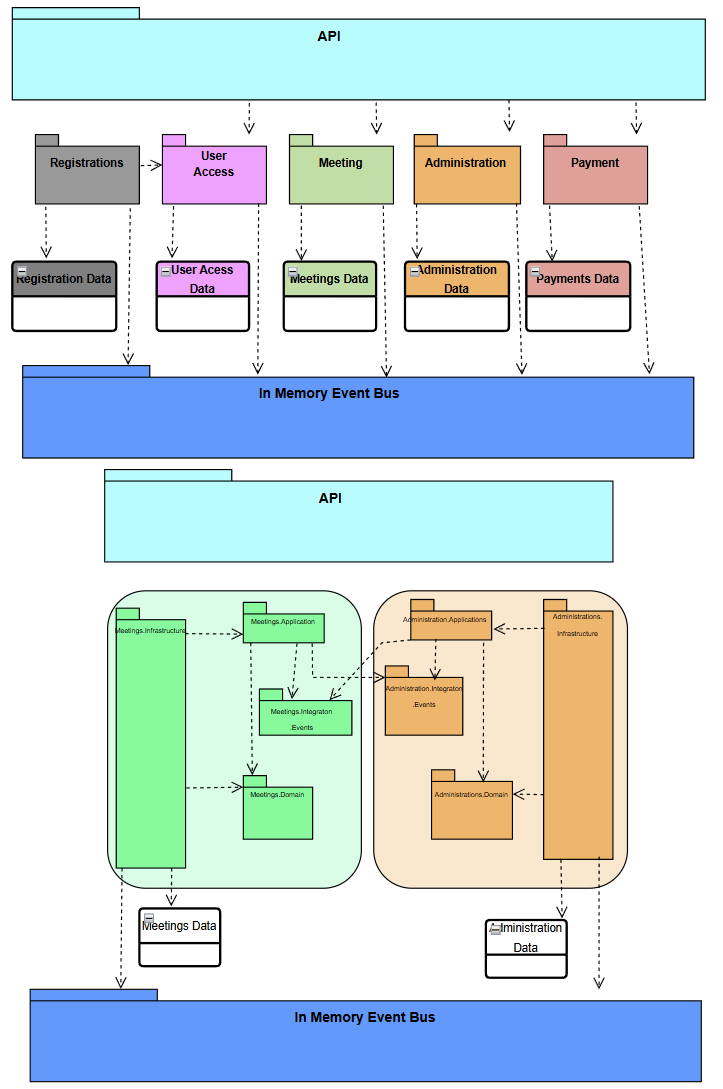 API
Registrations
User
Access
Meeting
Administration
Payment
Registration Data
User Acess
Data
Meetings Data
Administration
Data
Payments Data
In Memory Event Bus
API
Meetings.Infrastructure
Meetings.Application
Administration.Applications
Administrations.
Infrastructure
Meetings.Integraton
.Events
Administration.Integraton
.Events
Meetings.Domain
Administrations.Domain
Meetings Data
Administration
Data
In Memory Event Bus